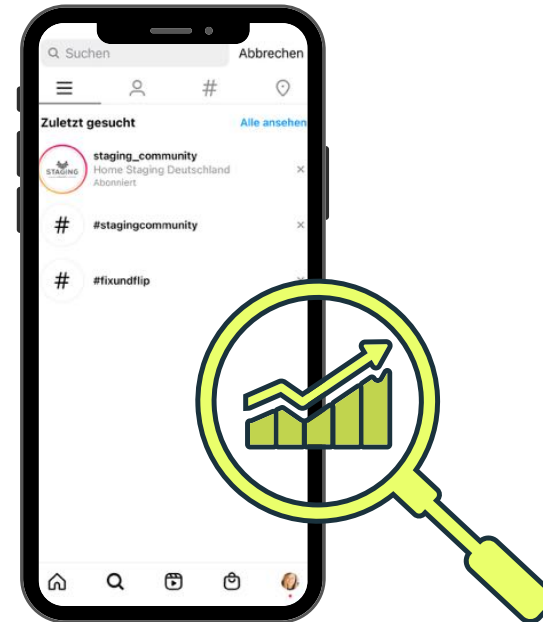 Suchen
Abbrechen
#
Zuletzt gesucht
Alle ansehen
STAGING
staging_community
Home Staging Deutschland
Abonniert
#
#stagingcommunity
#
#fixundflip